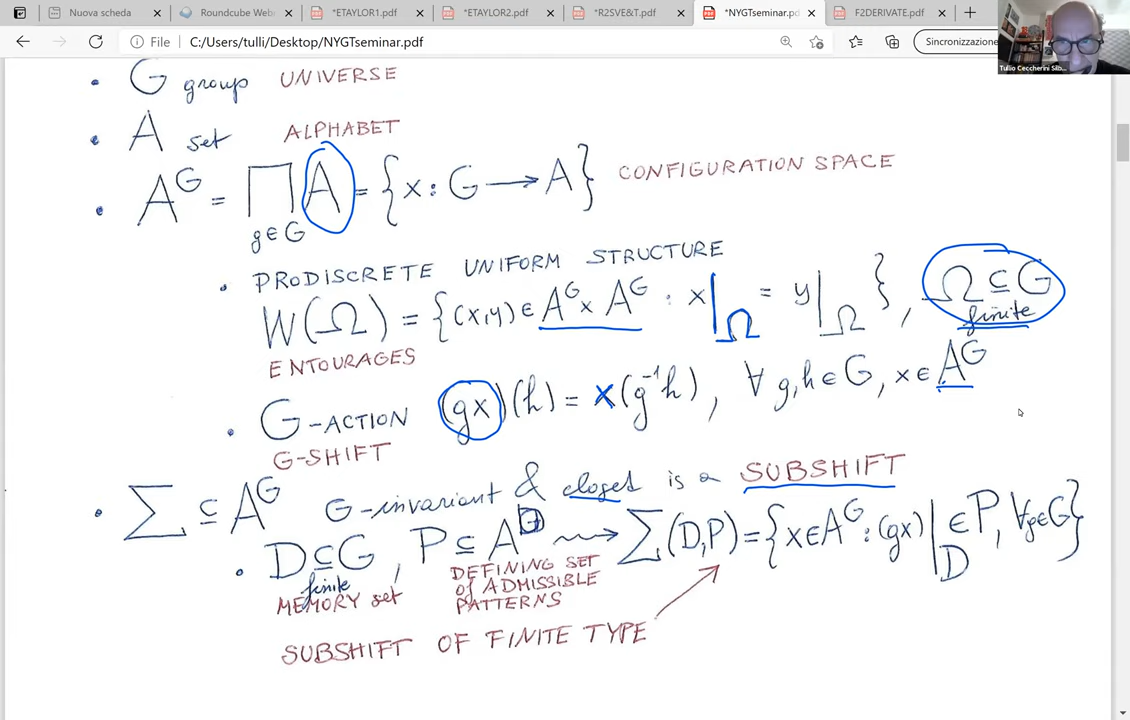 Nuova scheda
Roundcube Web
*ETAYLOR1.pdf
*ETAYLOR2.pdf
*R2SVE&T.pdf
*NYGTseminar.pd
F2DERIVATE.pdf
File C:/Users/tulli/Desktop/NYGTseminar.pdf
Sincronizzazione
Tullio Ceccherini Silb...
• G group UNIVERSE
• A set ALPHABET
• A^G = ∏_{g∈G} A = {x : G → A} CONFIGURATION SPACE
• PRODISCRETE UNIFORM STRUCTURE
W(Ω) = {(x,y) ∈ A^G × A^G : x|_Ω = y|_Ω}, Ω ⊆ G finite
ENTOURAGES
• G-ACTION (gx)(h) = x(g^{-1}h), ∀ g,h ∈ G, x ∈ A^G
G-SHIFT
• Σ ⊆ A^G G-invariant & closed is a SUBSHIFT
• D ⊆ G finite, P ⊆ A^D ⇝ Σ(D,P) = {x ∈ A^G : (gx)|_D ∈ P, ∀g∈G}
MEMORY set
DEFINING SET
of ADMISSIBLE
PATTERNS
SUBSHIFT OF FINITE TYPE